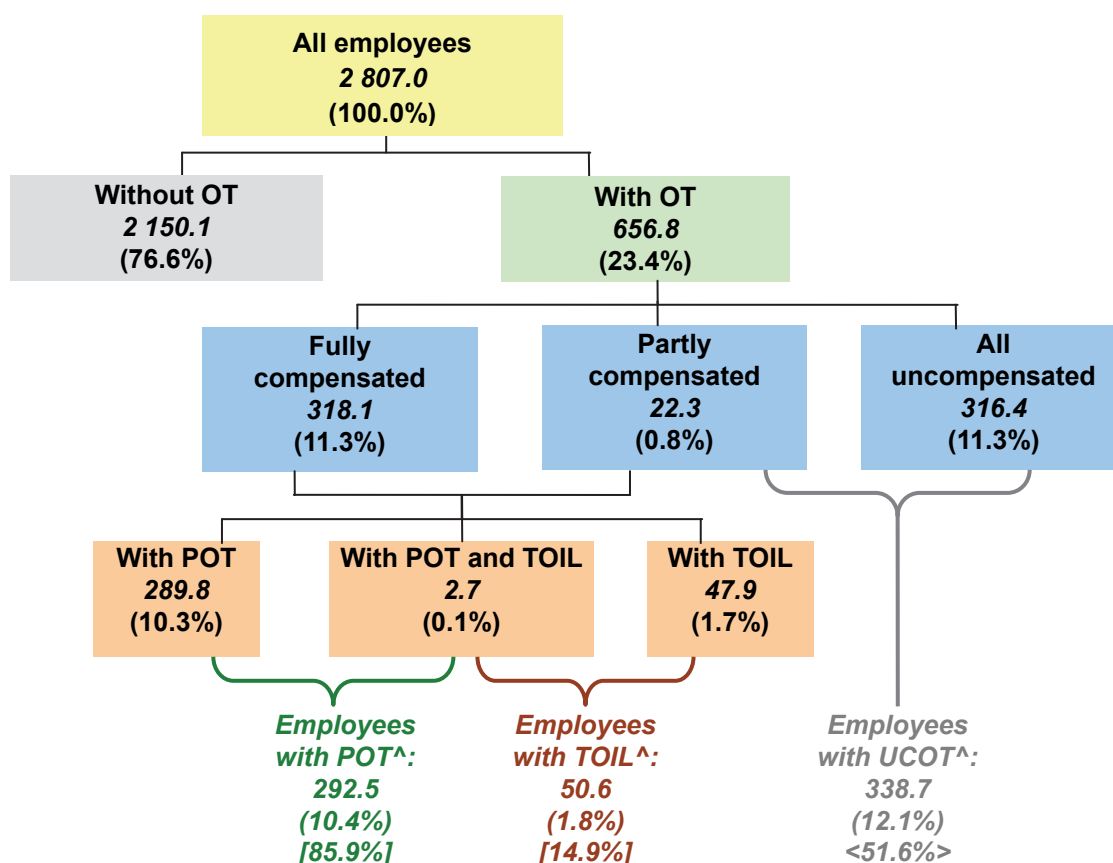 All employees
2 807.0
(100.0%)
Without OT
2 150.1
(76.6%)
With OT
656.8
(23.4%)
Fully
compensated
318.1
(11.3%)
Partly
compensated
22.3
(0.8%)
All
uncompensated
316.4
(11.3%)
With POT
289.8
(10.3%)
With POT and TOIL
2.7
(0.1%)
With TOIL
47.9
(1.7%)
Employees
with POT^:
292.5
(10.4%)
[85.9%]
Employees
with TOIL^:
50.6
(1.8%)
[14.9%]
Employees
with UCOT^:
338.7
(12.1%)
<51.6%>